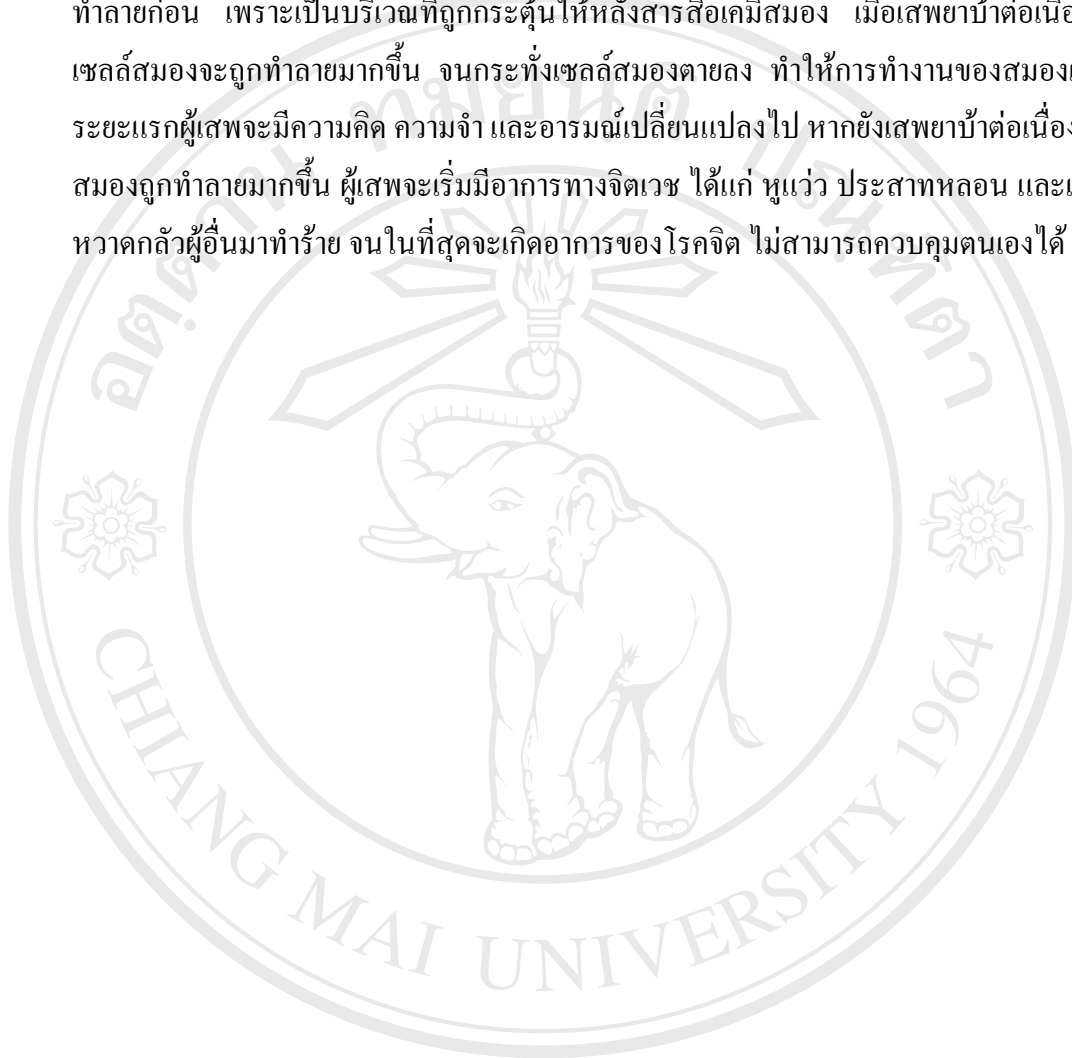 ทำลายก่อน เพราะเป็นบริเวณที่ถูกกระตุ้นให้หลั่งสารสื่อเคมีสมอง เมื่อเสพยาบ้าต่อเนื่อง
เซลล์สมองจะถูกทำลายมากขึ้น จนกระทั่งเซลล์สมองตายลง ทำให้การทำงานของสมอง
ระยะแรกผู้เสพจะมีความคิด ความจำ และอารมณ์เปลี่ยนแปลงไป หากยังเสพยาบ้าต่อเนื่อง
สมองถูกทำลายมากขึ้น ผู้เสพจะเริ่มมีอาการทางจิตเวช ได้แก่ หูแว่ว ประสาทหลอน และ
หวาดกลัวผู้อื่นมาทำร้าย จนในที่สุดจะเกิดอาการของโรคจิต ไม่สามารถควบคุมตนเองได้
อตฺตานํ ทมยนฺติ ปณฺฑิตา
CHIANG MAI UNIVERSITY 1964